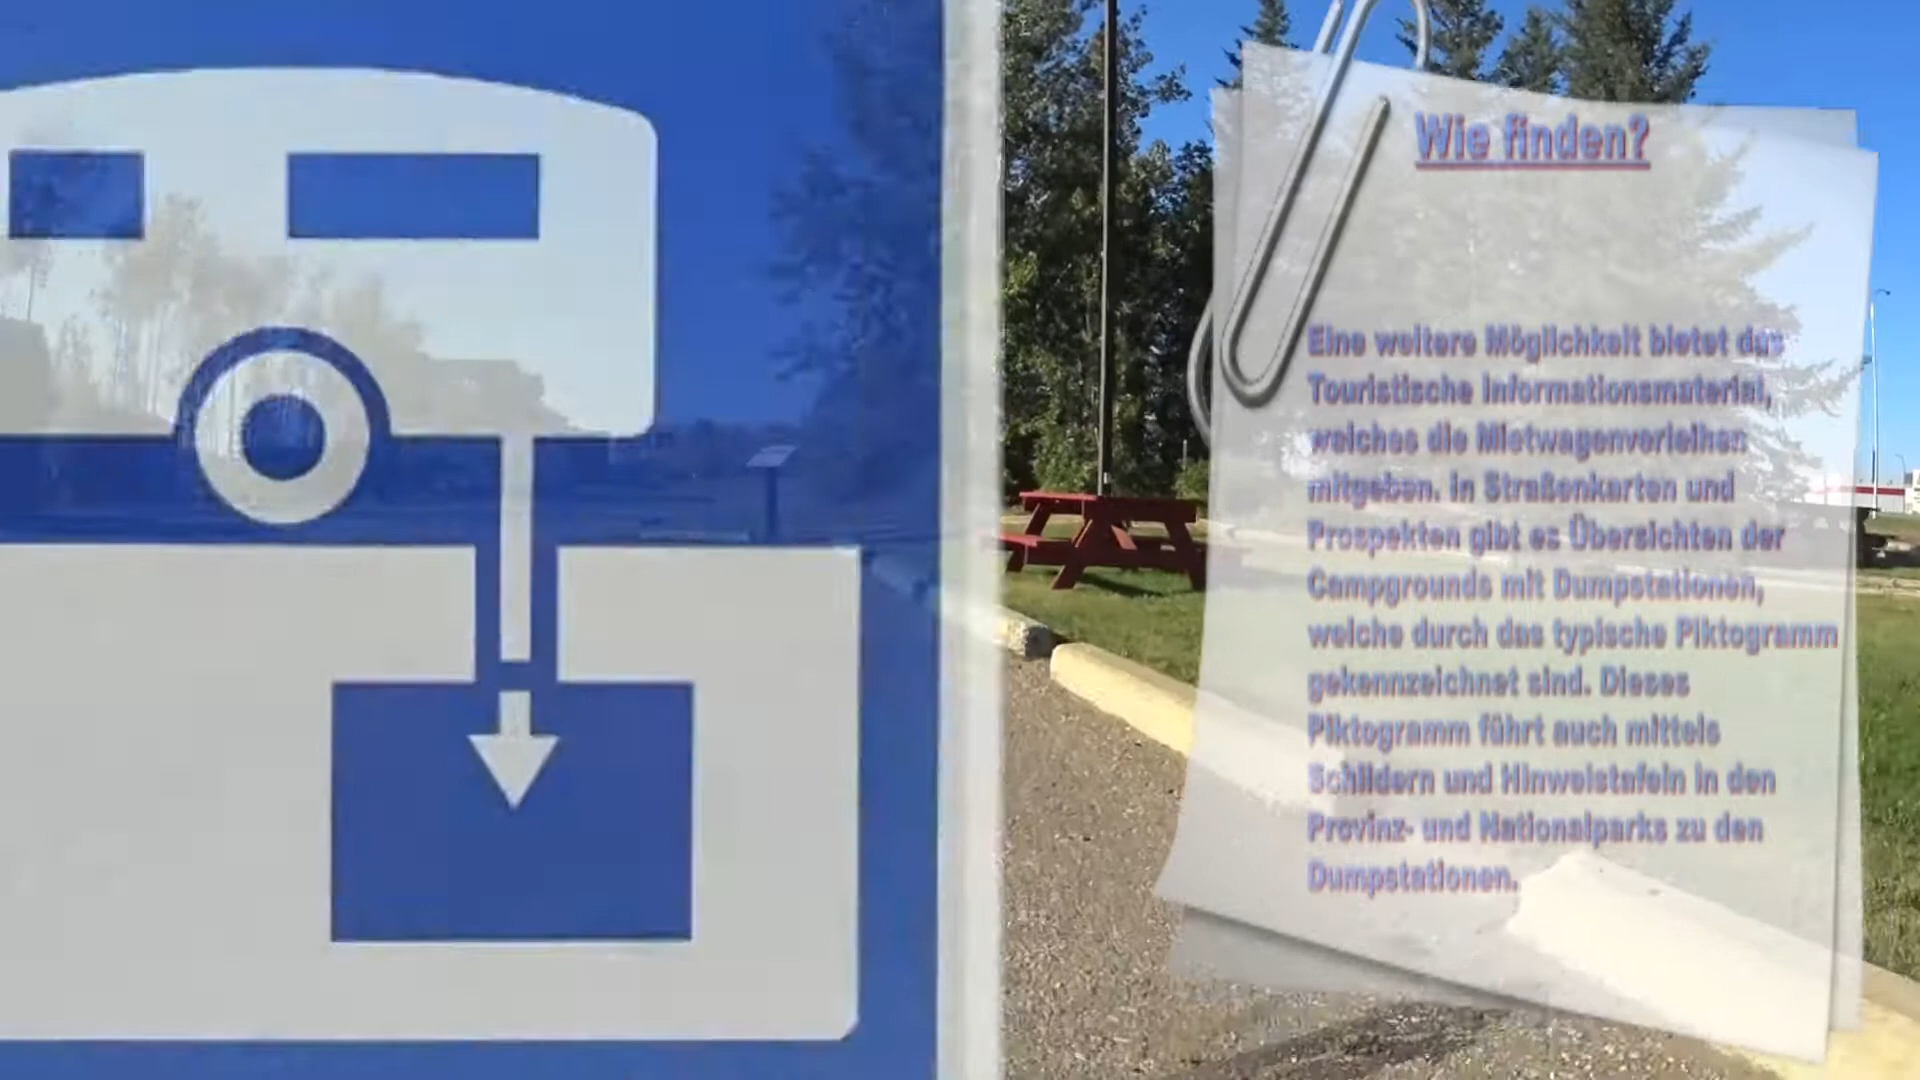 Wie finden?
Eine weitere Möglichkeit bietet das
Touristische Informationsmaterial,
welches die Mietwagenverleiher
mitgeben. In Straßenkarten und
Prospekten gibt es Übersichten der
Campgrounds mit Dumpstationen,
welche durch das typische Piktogramm
gekennzeichnet sind. Dieses
Piktogramm führt auch mittels
Schildern und Hinweistafeln in den
Provinz- und Nationalparks zu den
Dumpstationen.